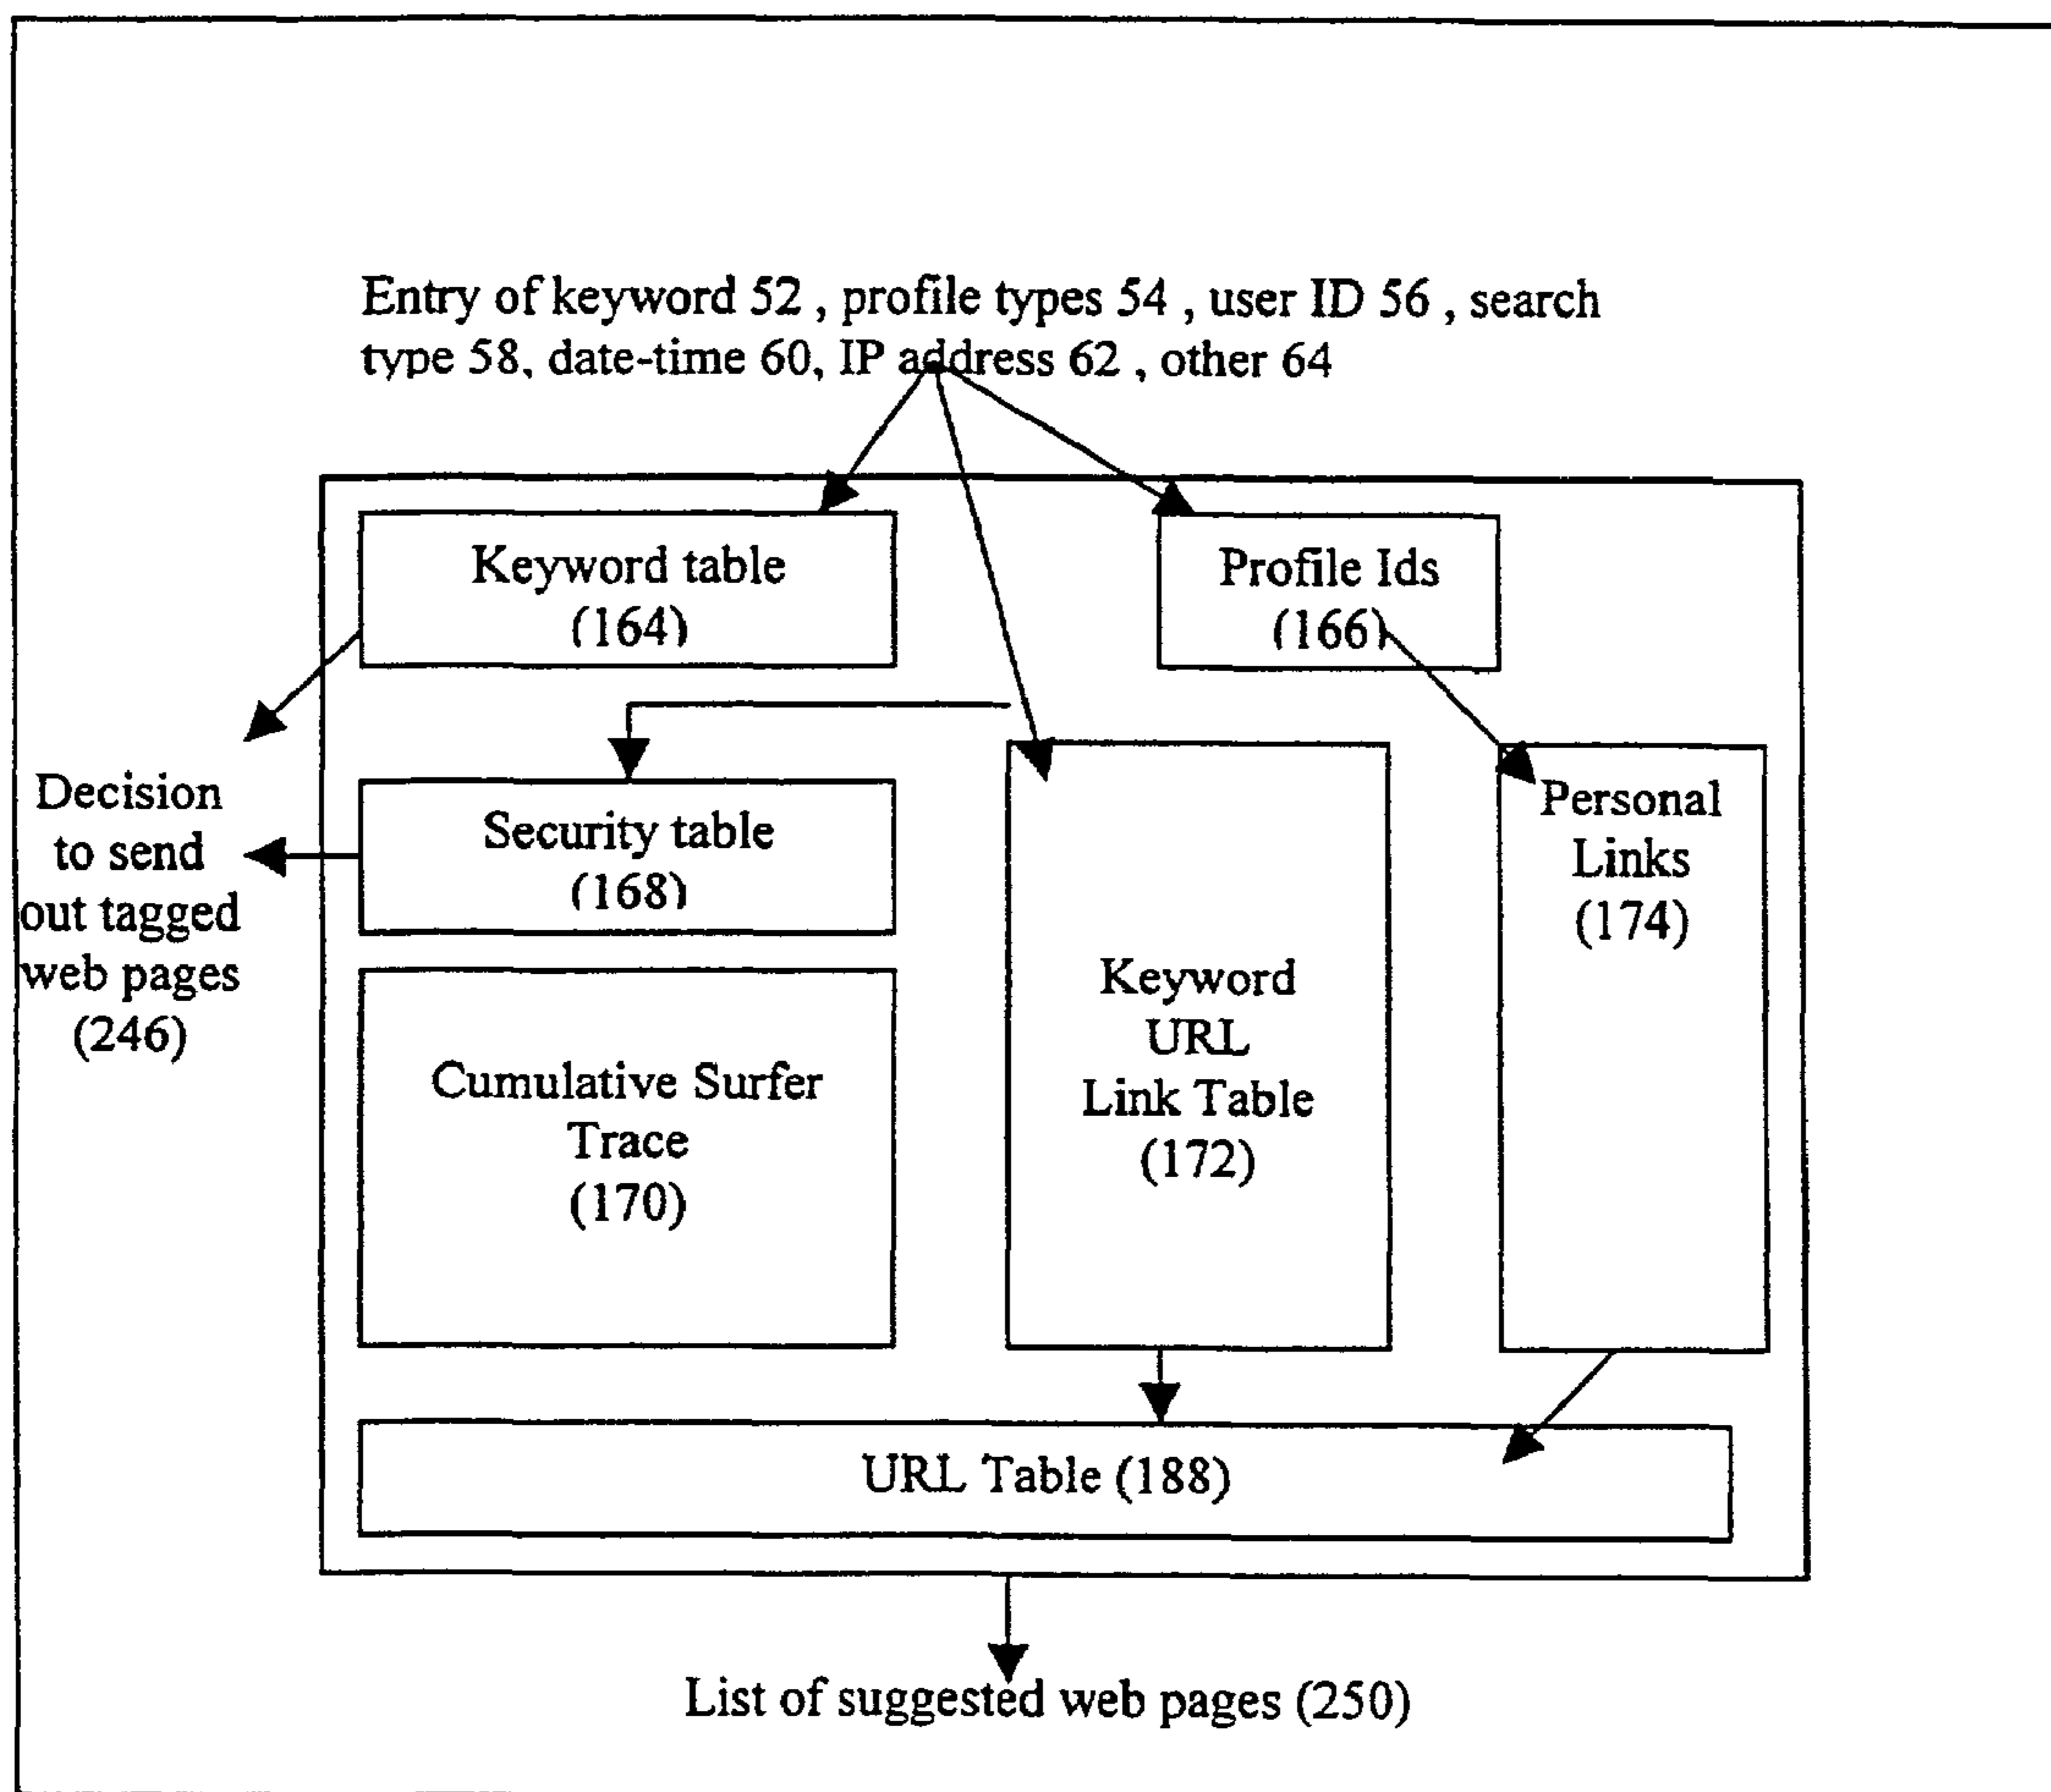 Entry of keyword 52 , profile types 54 , user ID 56 , search
type 58, date-time 60, IP address 62 , other 64
Keyword table
(164)
Profile Ids
(166)
Decision
to send
out tagged
web pages
(246)
Security table
(168)
Cumulative Surfer
Trace
(170)
Keyword
URL
Link Table
(172)
Personal
Links
(174)
URL Table (188)
List of suggested web pages (250)